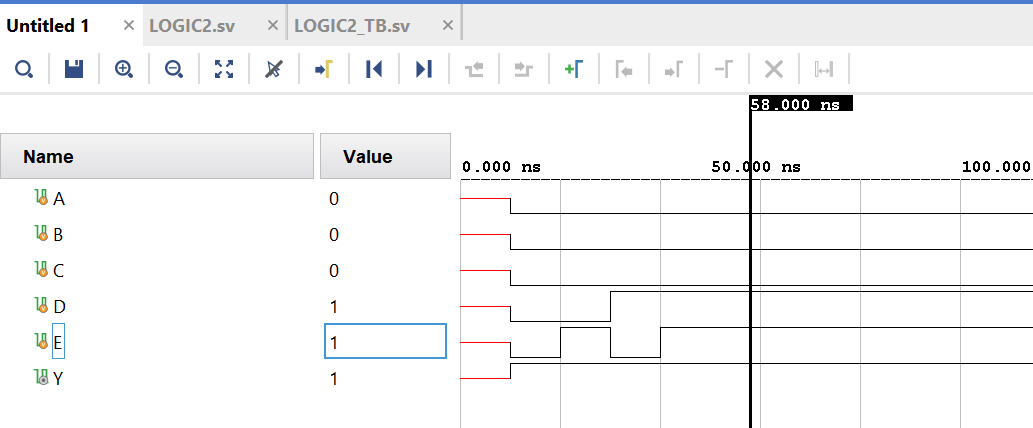 Untitled 1 × LOGIC2.sv × LOGIC2_TB.sv ×
58.000 ns
Name Value 0.000 ns 50.000 ns 100.000
A 0
B 0
C 0
D 1
E 1
Y 1